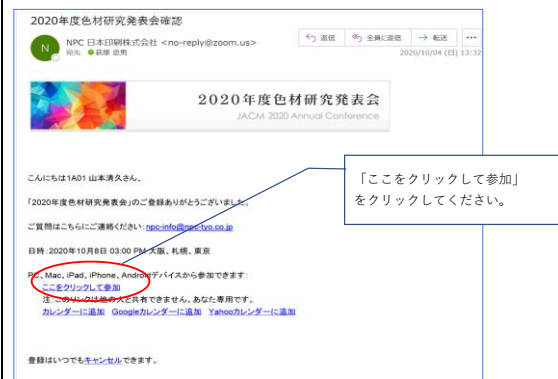 2020年度色材研究発表会確認
N
NPC 日本印刷株式会社 <no-reply@zoom.us>
宛先 萩原 恵男
返信 全員に返信 転送 ...
2020/10/04 (日) 13:32
2020年度色材研究発表会
JACM 2020 Annual Conference
こんにちは1A01 山本清久さん、
「2020年度色材研究発表会」のご登録ありがとうございました。
ご質問はこちらにご連絡ください: npc-info@npc-tyo.co.jp
日時: 2020年10月8日 03:00 PM 大阪、札幌、東京
PC、Mac、iPad、iPhone、Androidデバイスから参加できます:
ここをクリックして参加
注: このリンクは他の人と共有できません。あなた専用です。
カレンダーに追加 Googleカレンダーに追加 Yahooカレンダーに追加
登録はいつでもキャンセルできます。
「ここをクリックして参加」
をクリックしてください。